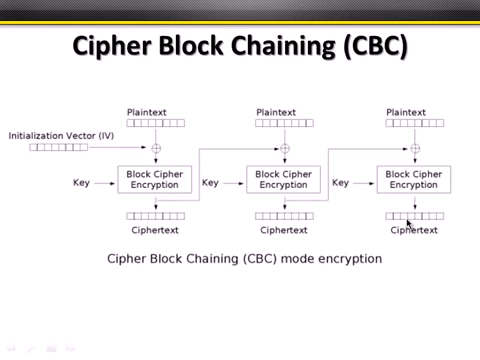 Cipher Block Chaining (CBC)
Plaintext Plaintext Plaintext
Initialization Vector (IV)
Key Block Cipher Encryption Key Block Cipher Encryption Key Block Cipher Encryption
Ciphertext Ciphertext Ciphertext
Cipher Block Chaining (CBC) mode encryption